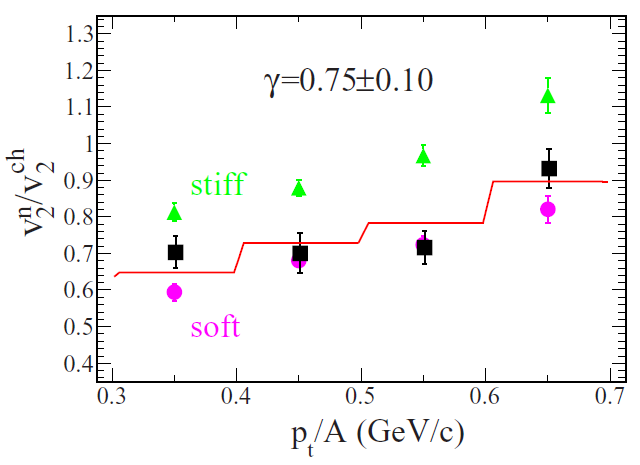 1.3
1.2
1.1
1
0.9
0.8
0.7
0.6
0.5
0.4
v₂ⁿ/v₂ᶜʰ
γ=0.75±0.10
stiff
soft
0.3 0.4 0.5 0.6 0.7
pₜ/A (GeV/c)